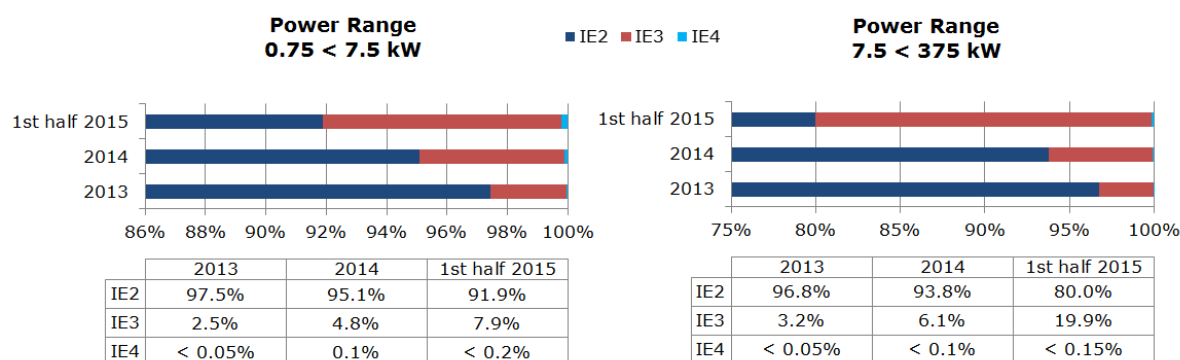 Power Range
0.75 < 7.5 kW
IE2 IE3 IE4
Power Range
7.5 < 375 kW
1st half 2015
2014
2013
86% 88% 90% 92% 94% 96% 98% 100%
2013 2014 1st half 2015
IE2 97.5% 95.1% 91.9%
IE3 2.5% 4.8% 7.9%
IE4 < 0.05% 0.1% < 0.2%
1st half 2015
2014
2013
75% 80% 85% 90% 95% 100%
2013 2014 1st half 2015
IE2 96.8% 93.8% 80.0%
IE3 3.2% 6.1% 19.9%
IE4 < 0.05% < 0.1% < 0.15%